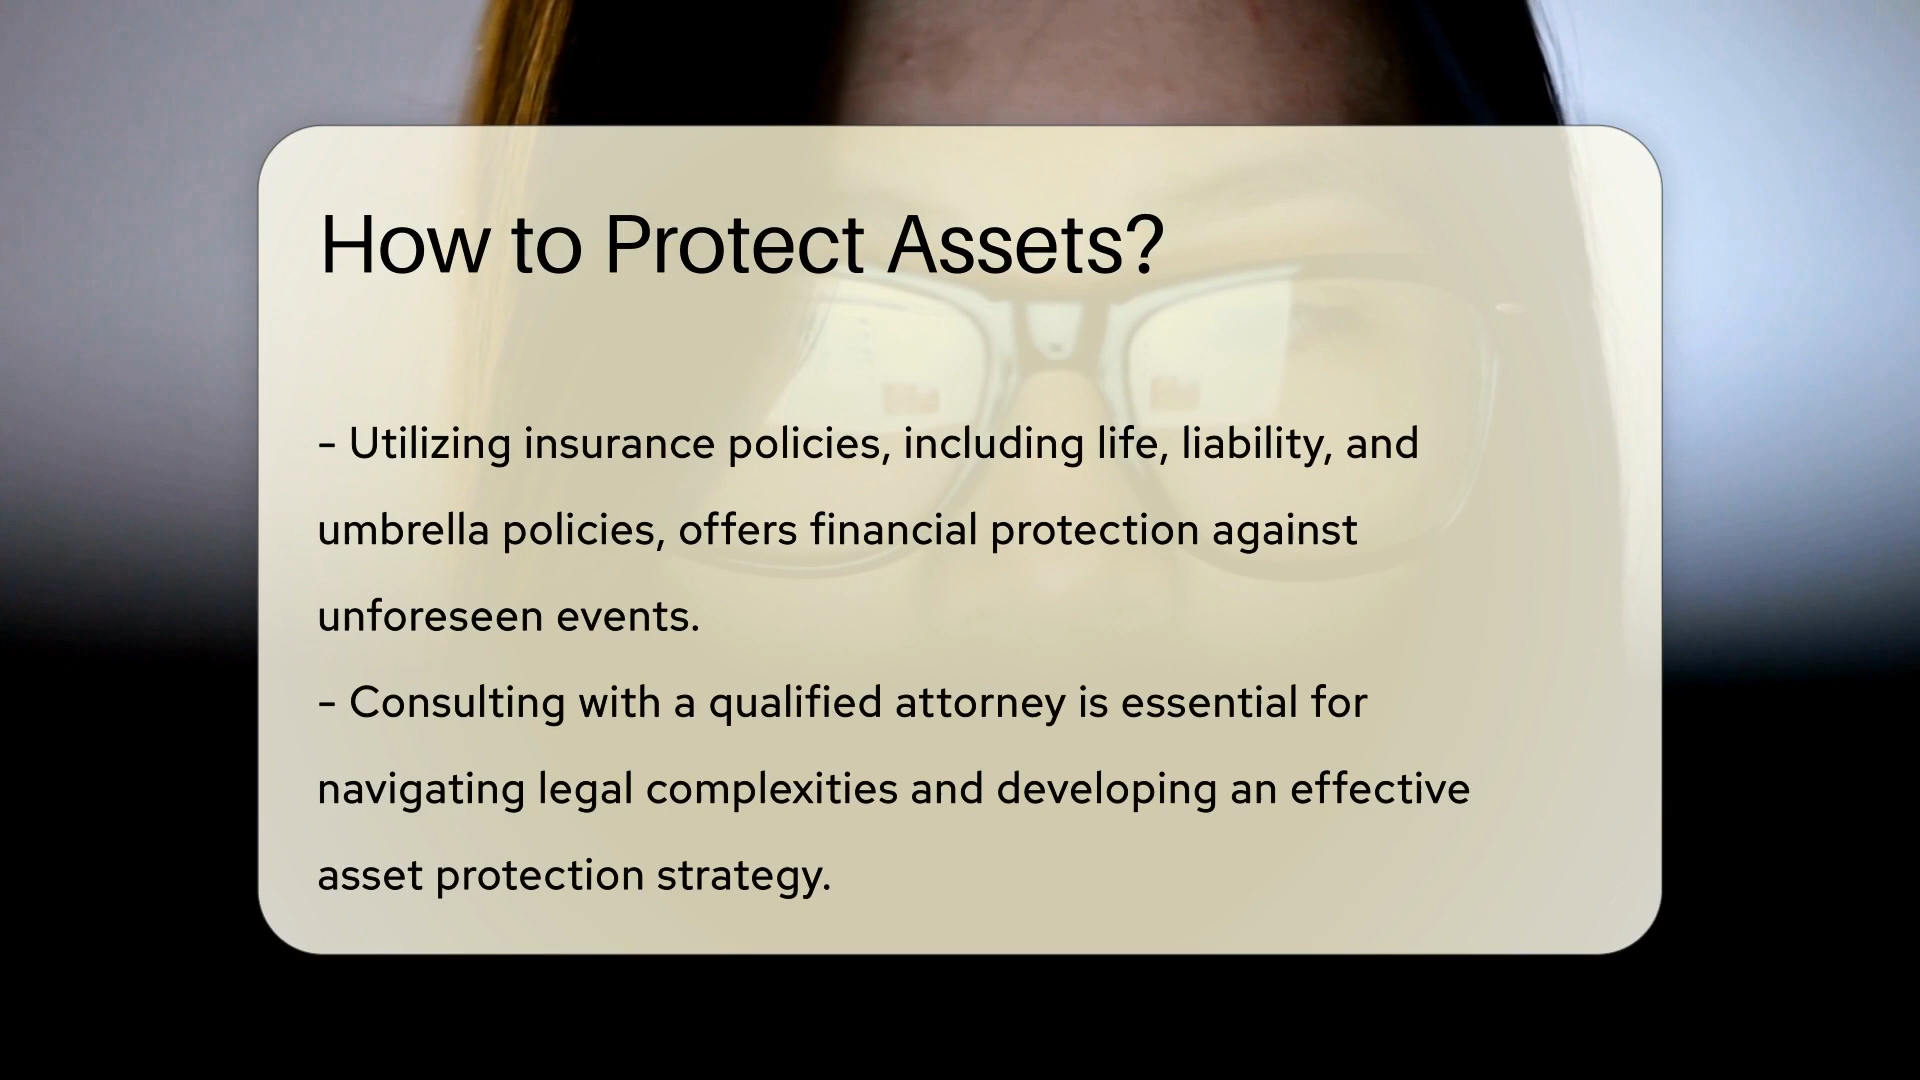 How to Protect Assets?
- Utilizing insurance policies, including life, liability, and
umbrella policies, offers financial protection against
unforeseen events.
- Consulting with a qualified attorney is essential for
navigating legal complexities and developing an effective
asset protection strategy.